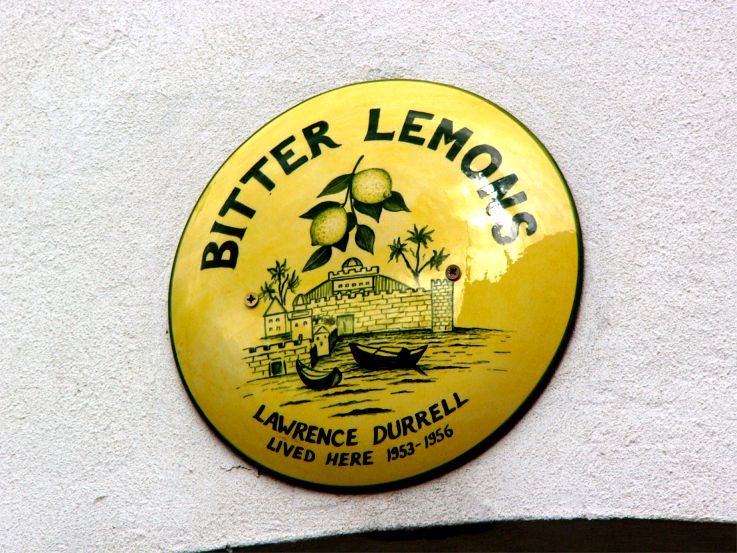 BITTER LEMONS
LAWRENCE DURRELL
LIVED HERE 1953-1956